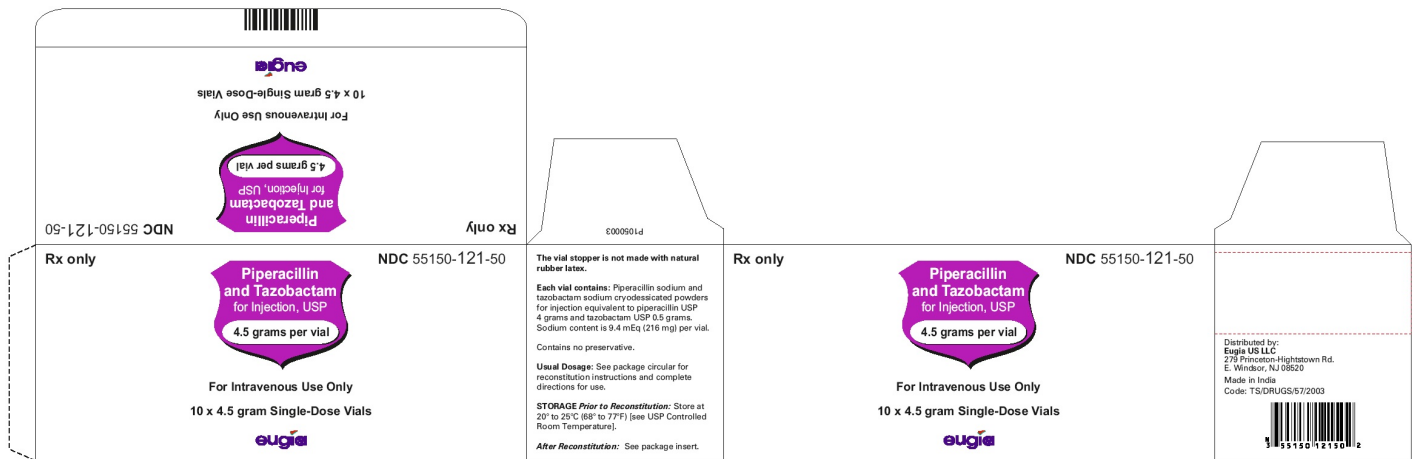 eugia
10 x 4.5 gram Single-Dose Vials
For Intravenous Use Only
4.5 grams per vial
for Injection, USP
and Tazobactam
Piperacillin
NDC 55150-121-50
Rx only
P1050003
Rx only
NDC 55150-121-50
Piperacillin
and Tazobactam
for Injection, USP
4.5 grams per vial
For Intravenous Use Only
10 x 4.5 gram Single-Dose Vials
eugia
The vial stopper is not made with natural
rubber latex.
Each vial contains: Piperacillin sodium and
tazobactam sodium cryodessicated powders
for injection equivalent to piperacillin USP
4 grams and tazobactam USP 0.5 grams.
Sodium content is 9.4 mEq (216 mg) per vial.
Contains no preservative.
Usual Dosage: See package circular for
reconstitution instructions and complete
directions for use.
STORAGE Prior to Reconstitution: Store at
20° to 25°C (68° to 77°F) [see USP Controlled
Room Temperature].
After Reconstitution: See package insert.
Rx only
NDC 55150-121-50
Piperacillin
and Tazobactam
for Injection, USP
4.5 grams per vial
For Intravenous Use Only
10 x 4.5 gram Single-Dose Vials
eugia
Distributed by:
Eugia US LLC
279 Princeton-Hightstown Rd.
E. Windsor, NJ 08520
Made in India
Code: TS/DRUGS/57/2003
N
3 55150 12150 2